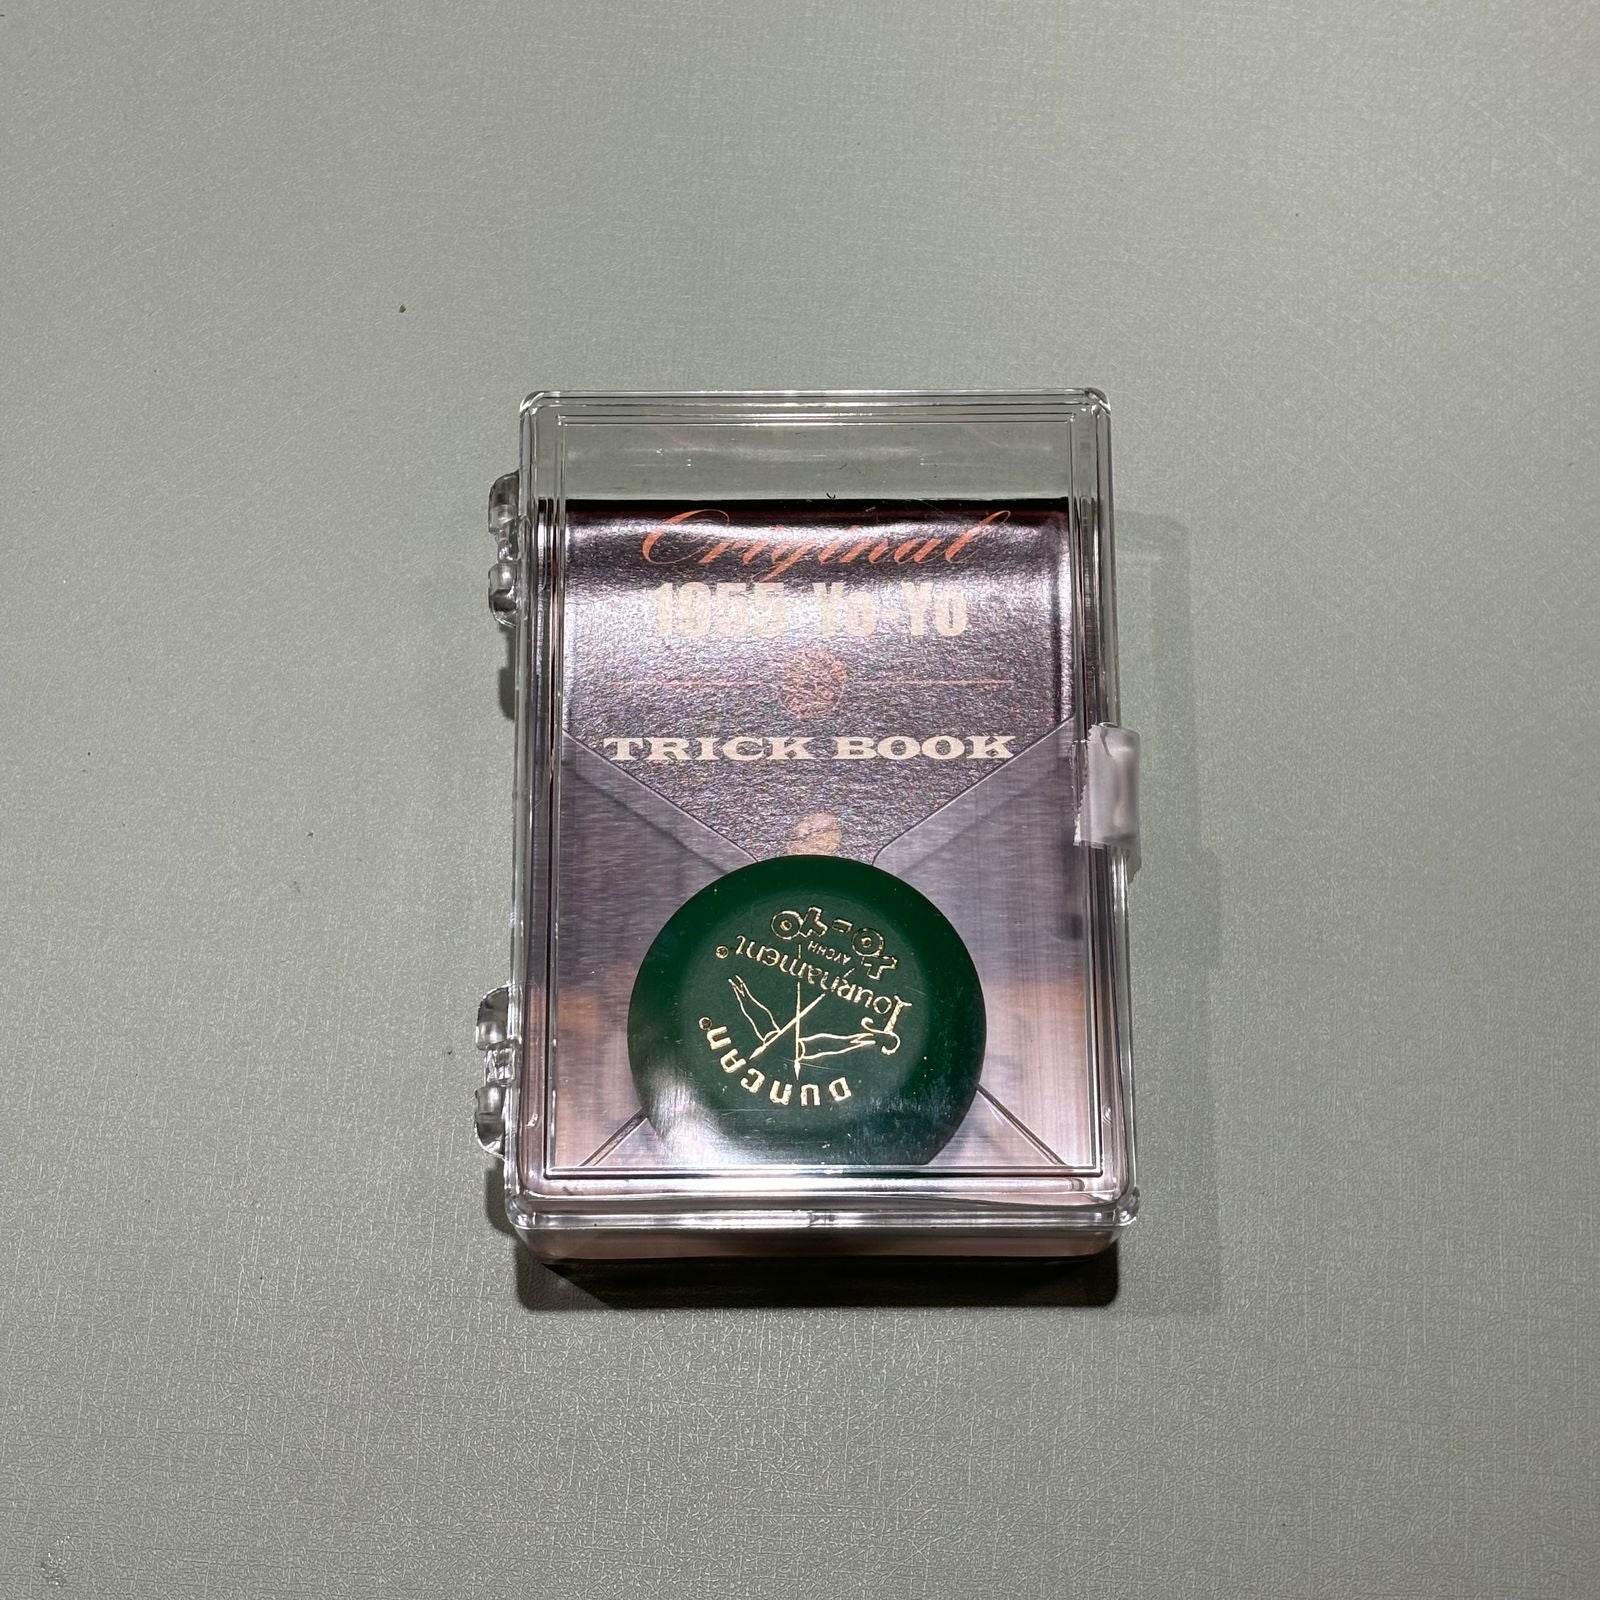 Original
1955 Yo-Yo
TRICK BOOK
DUNCAN®
Tournament®
YO-YO